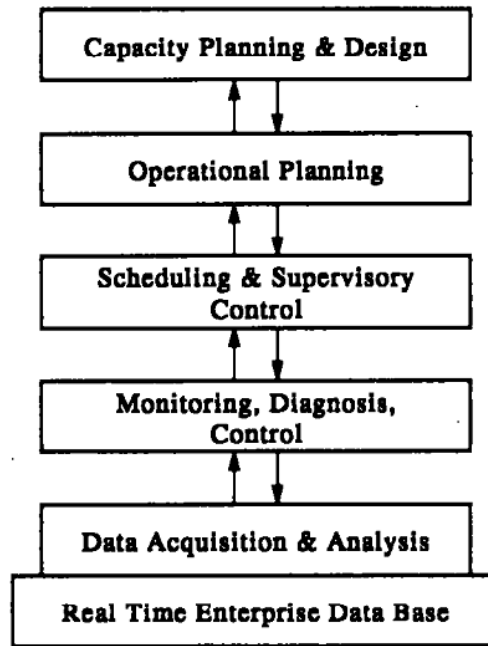 Capacity Planning & Design
Operational Planning
Scheduling & Supervisory
Control
Monitoring, Diagnosis,
Control
Data Acquisition & Analysis
Real Time Enterprise Data Base